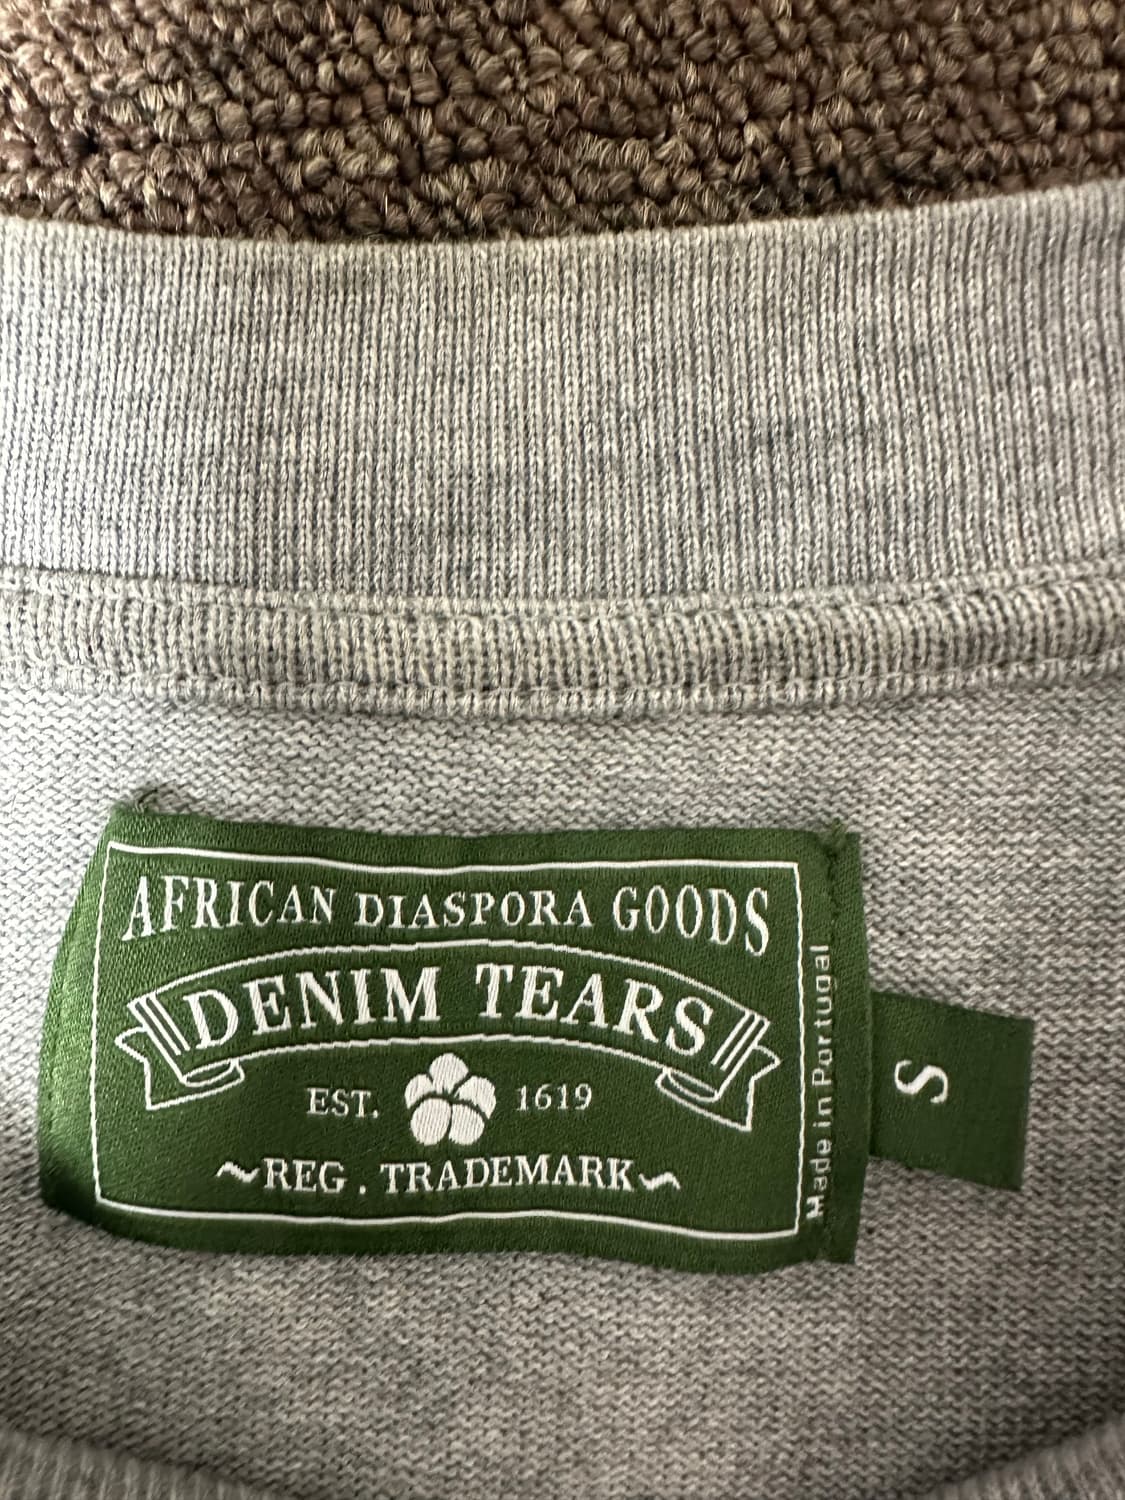 AFRICAN DIASPORA GOODS
DENIM TEARS
EST. 1619
~REG. TRADEMARK~
Made in Portugal
S